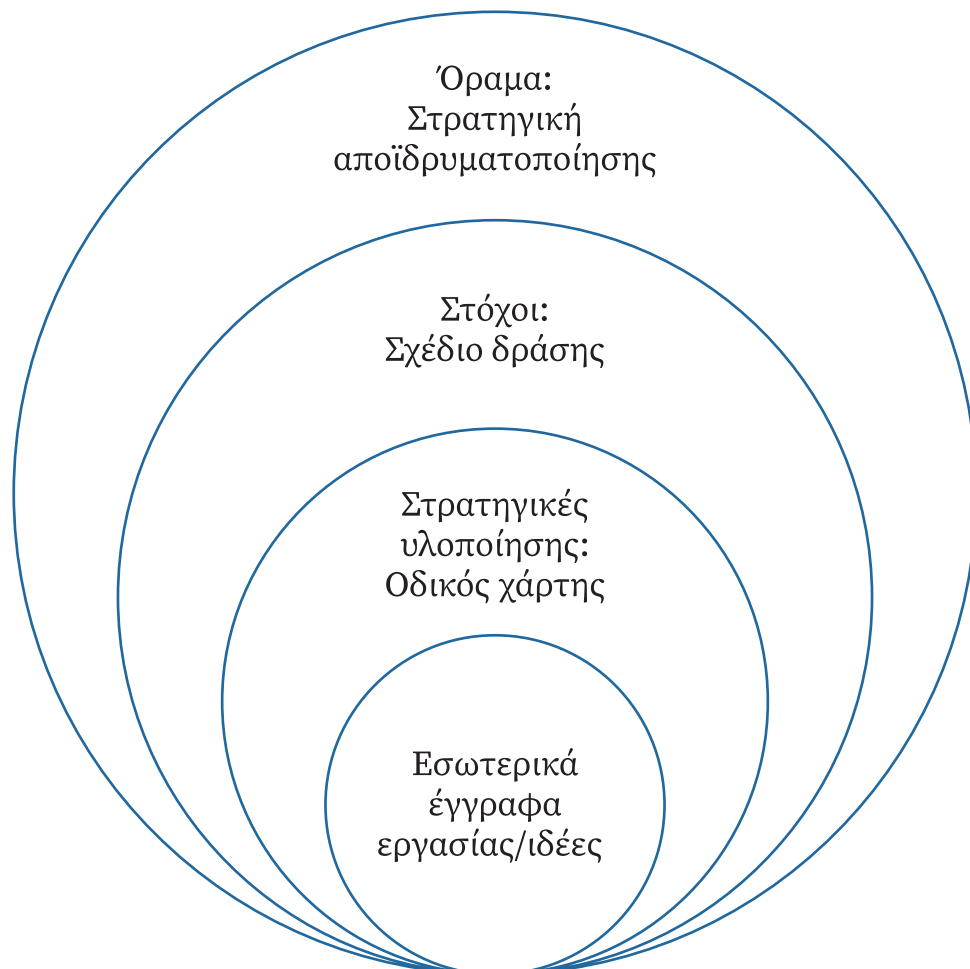 Όραμα:
Στρατηγική
αποϊδρυματοποίησης
Στόχοι:
Σχέδιο δράσης
Στρατηγικές
υλοποίησης:
Οδικός χάρτης
Εσωτερικά
έγγραφα
εργασίας/ιδέες